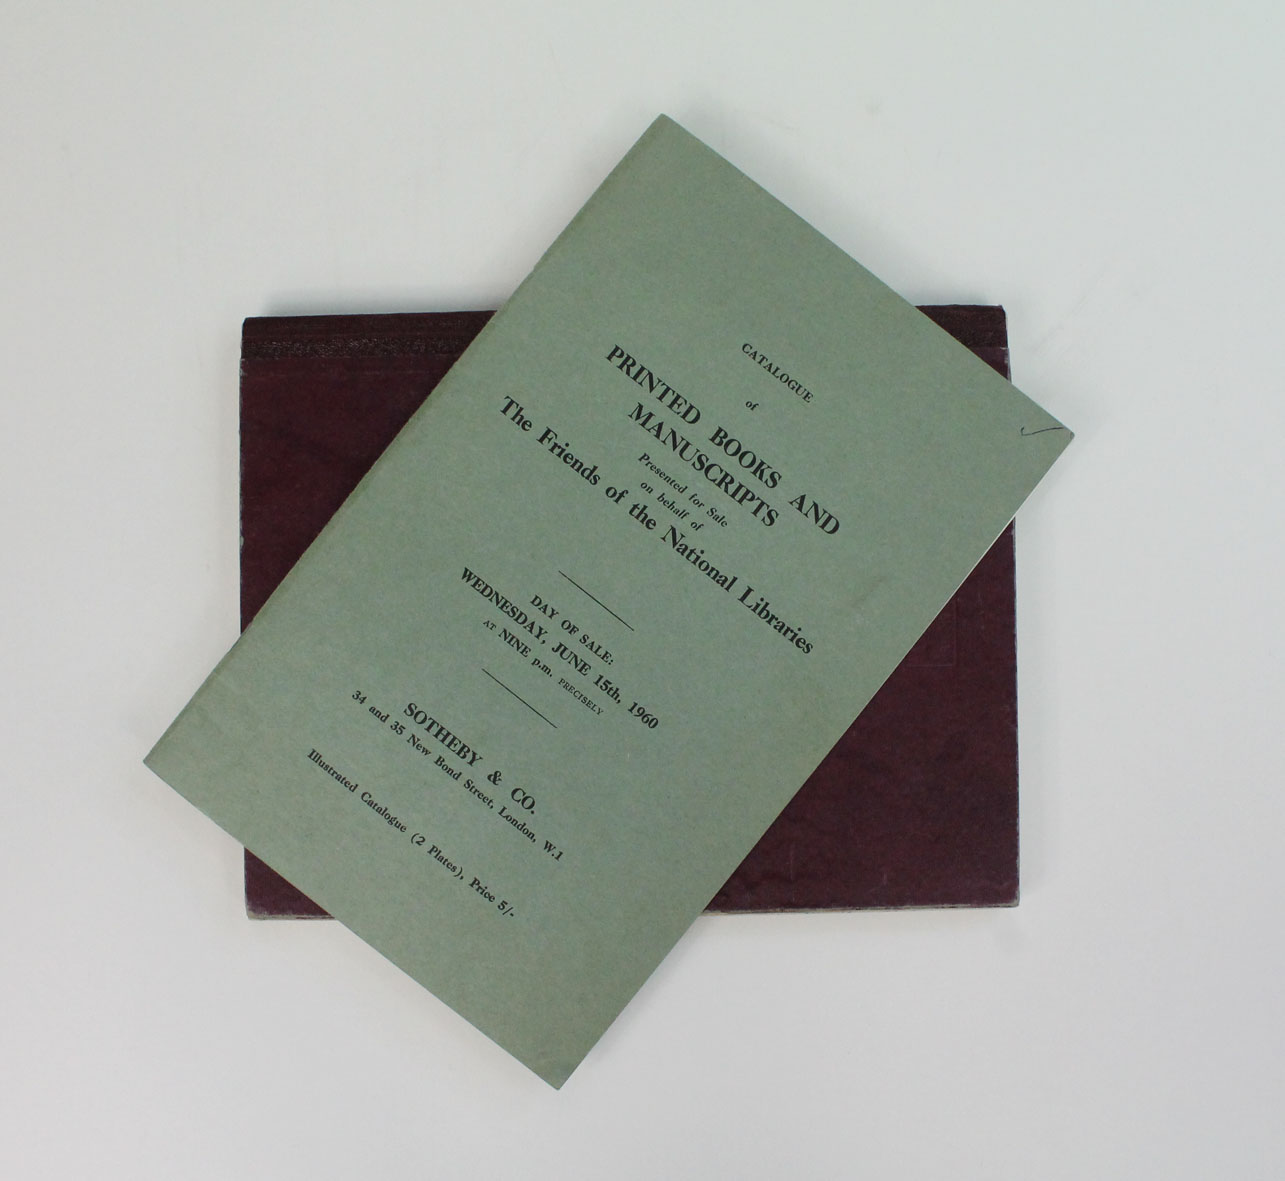 CATALOGUE
of
PRINTED BOOKS AND
MANUSCRIPTS
Presented for Sale
on behalf of
The Friends of the National Libraries
DAY OF SALE:
WEDNESDAY, JUNE 15th, 1960
AT NINE p.m. PRECISELY
SOTHEBY & CO.
34 and 35 New Bond Street, London, W.1
Illustrated Catalogue (2 Plates), Price 5/-